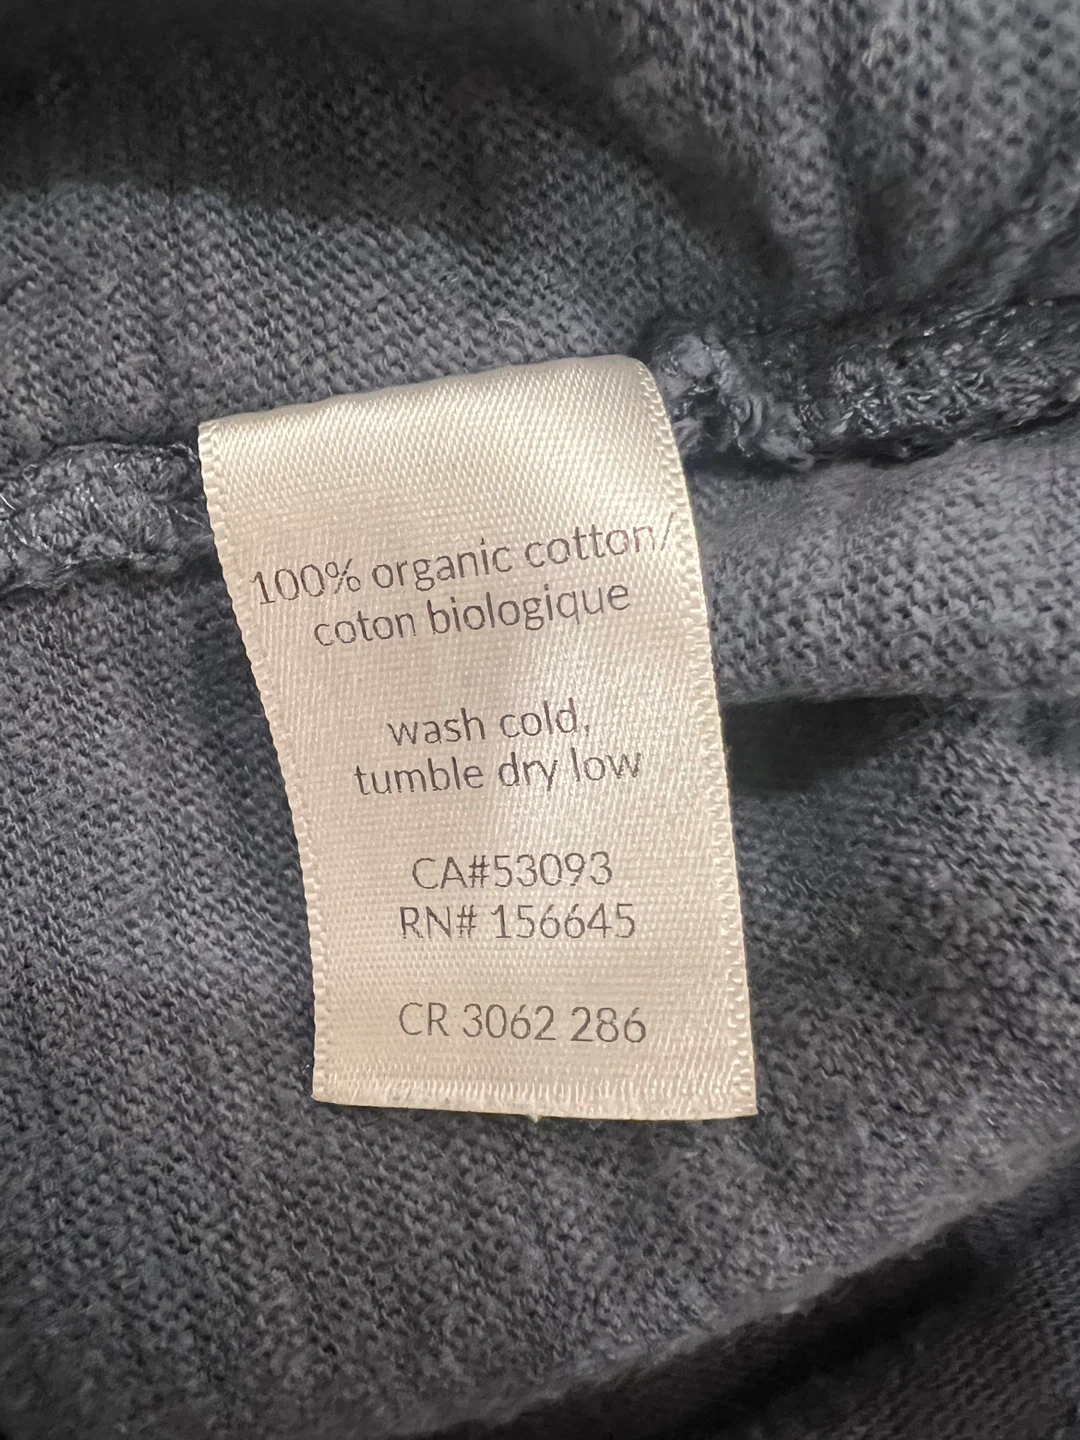 100% organic cotton/
coton biologique
wash cold,
tumble dry low
CA#53093
RN# 156645
CR 3062 286